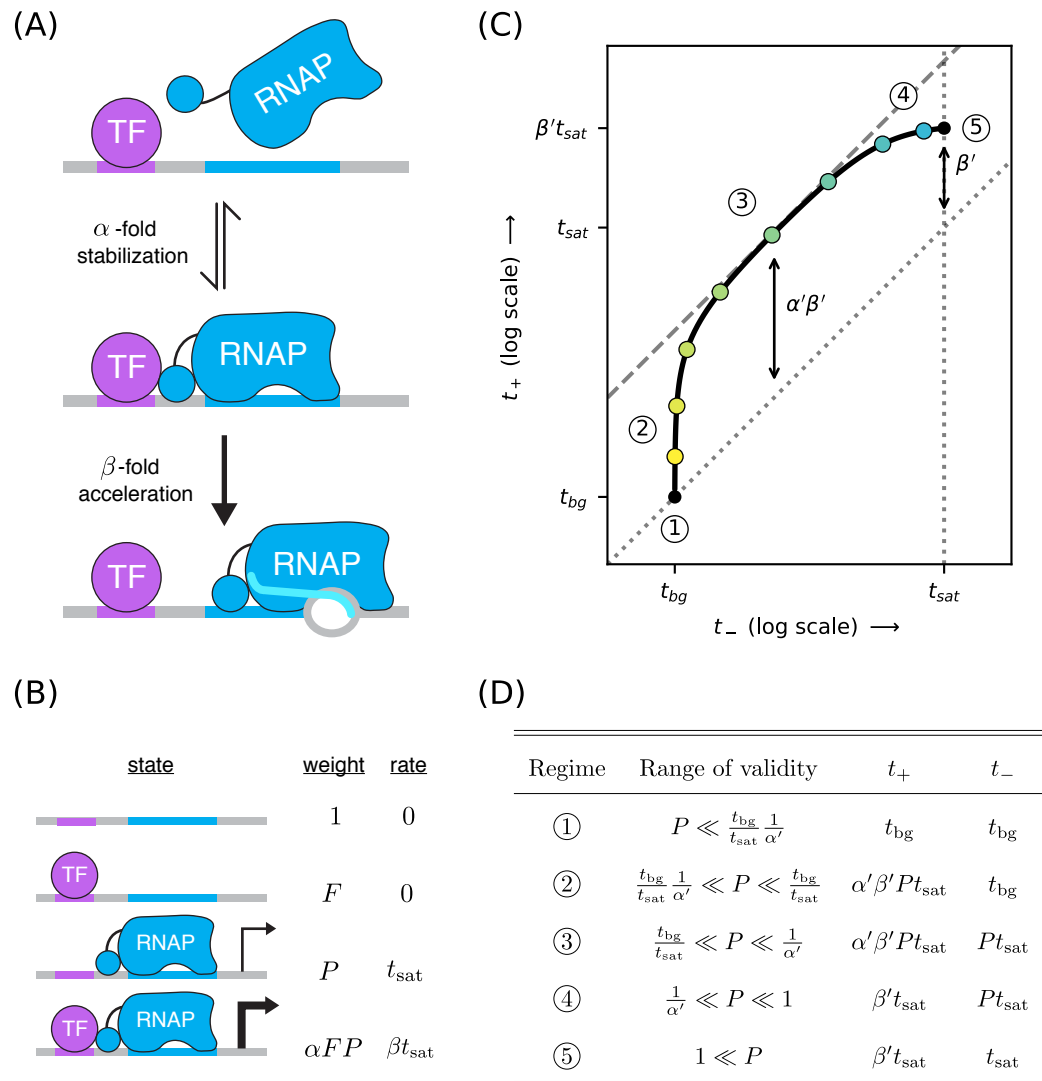 (A)
TF
RNAP
α-fold
stabilization
TF
RNAP
β-fold
acceleration
TF
RNAP
(B)
state weight rate
1 0
TF
F 0
RNAP
P t_sat
TF RNAP
αFP βt_sat
(C)
t_+ (log scale) ⟶
β′t_sat
t_sat
t_bg
④
⑤
β′
③
α′β′
②
①
t_bg t_sat
t_− (log scale) ⟶
(D)
Regime Range of validity t_+ t_−
① P ≪ t_bg/t_sat 1/α′ t_bg t_bg
② t_bg/t_sat 1/α′ ≪ P ≪ t_bg/t_sat α′β′Pt_sat t_bg
③ t_bg/t_sat ≪ P ≪ 1/α′ α′β′Pt_sat Pt_sat
④ 1/α′ ≪ P ≪ 1 β′t_sat Pt_sat
⑤ 1 ≪ P β′t_sat t_sat